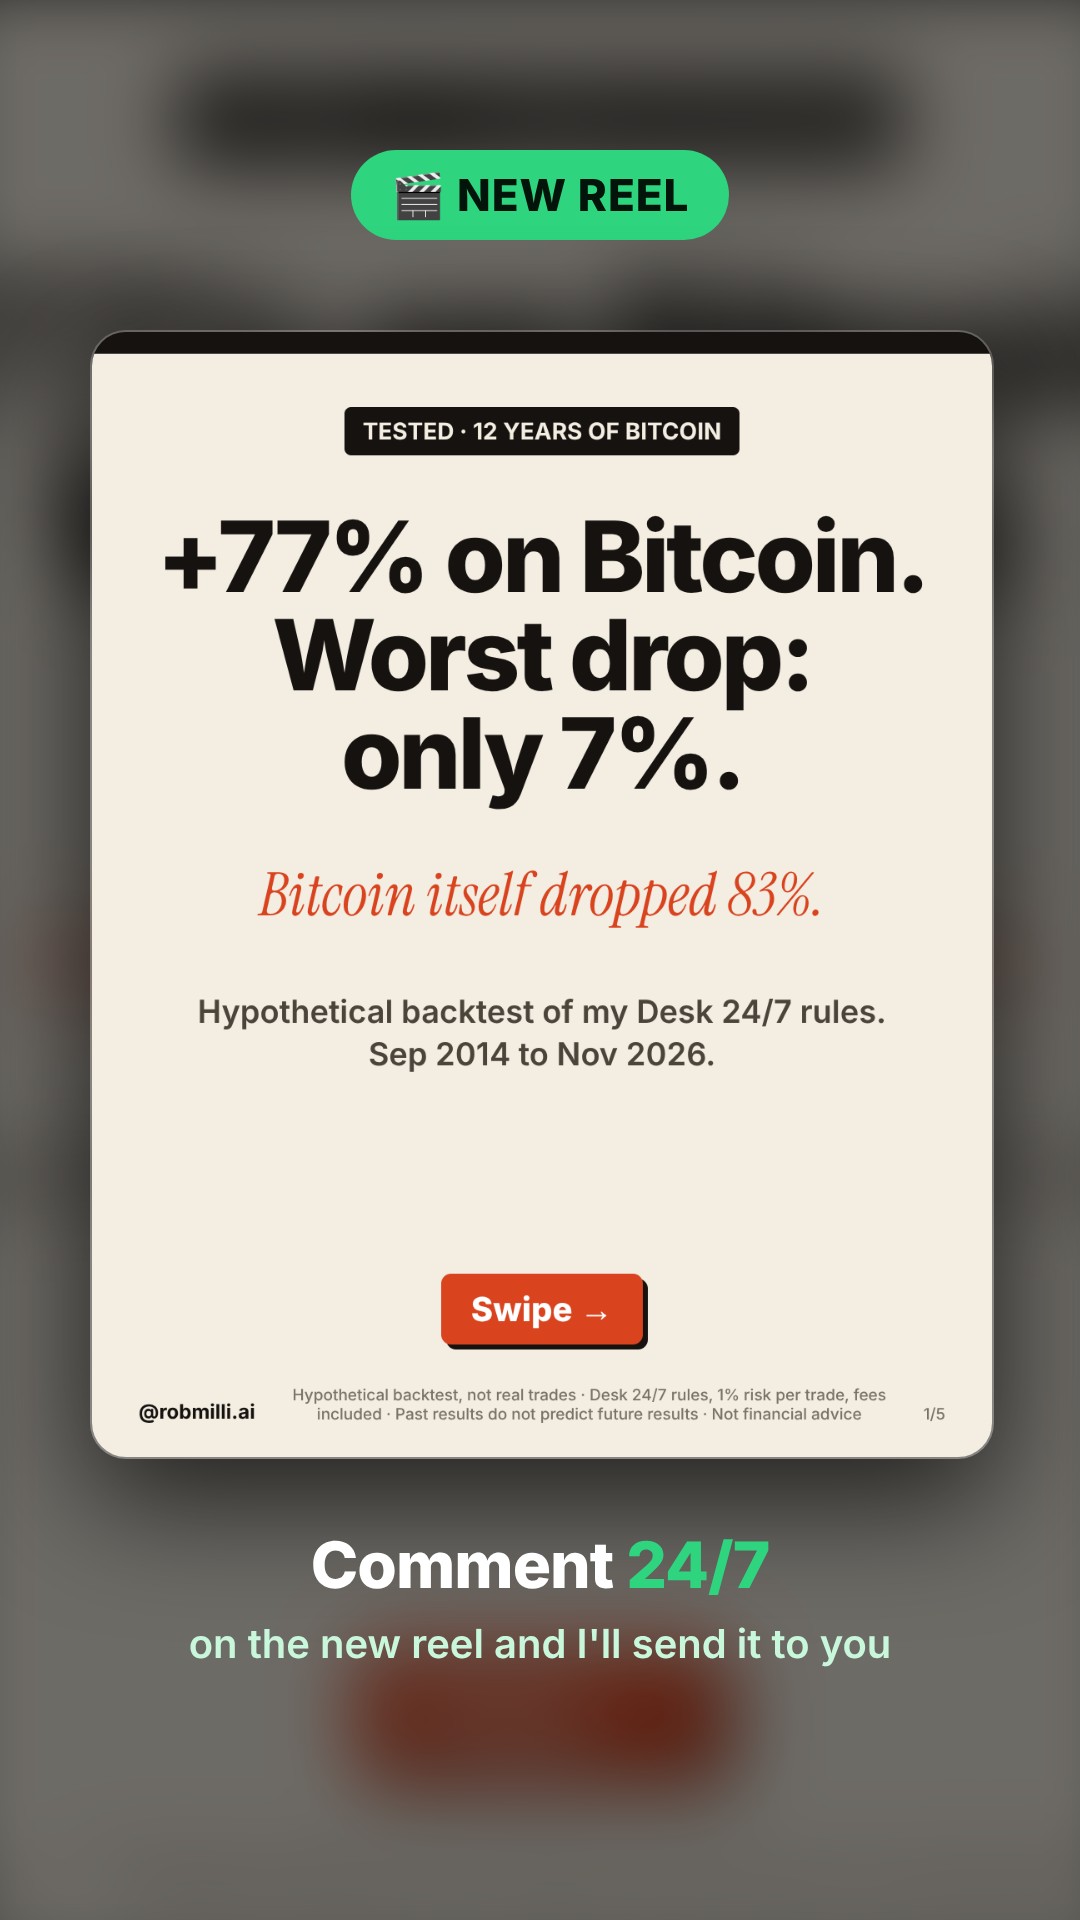 🎬 NEW REEL
TESTED · 12 YEARS OF BITCOIN
+77% on Bitcoin.
Worst drop:
only 7%.
Bitcoin itself dropped 83%.
Hypothetical backtest of my Desk 24/7 rules.
Sep 2014 to Nov 2026.
Swipe →
@robmilli.ai
Hypothetical backtest, not real trades · Desk 24/7 rules, 1% risk per trade, fees
included · Past results do not predict future results · Not financial advice
1/5
Comment 24/7
on the new reel and I'll send it to you